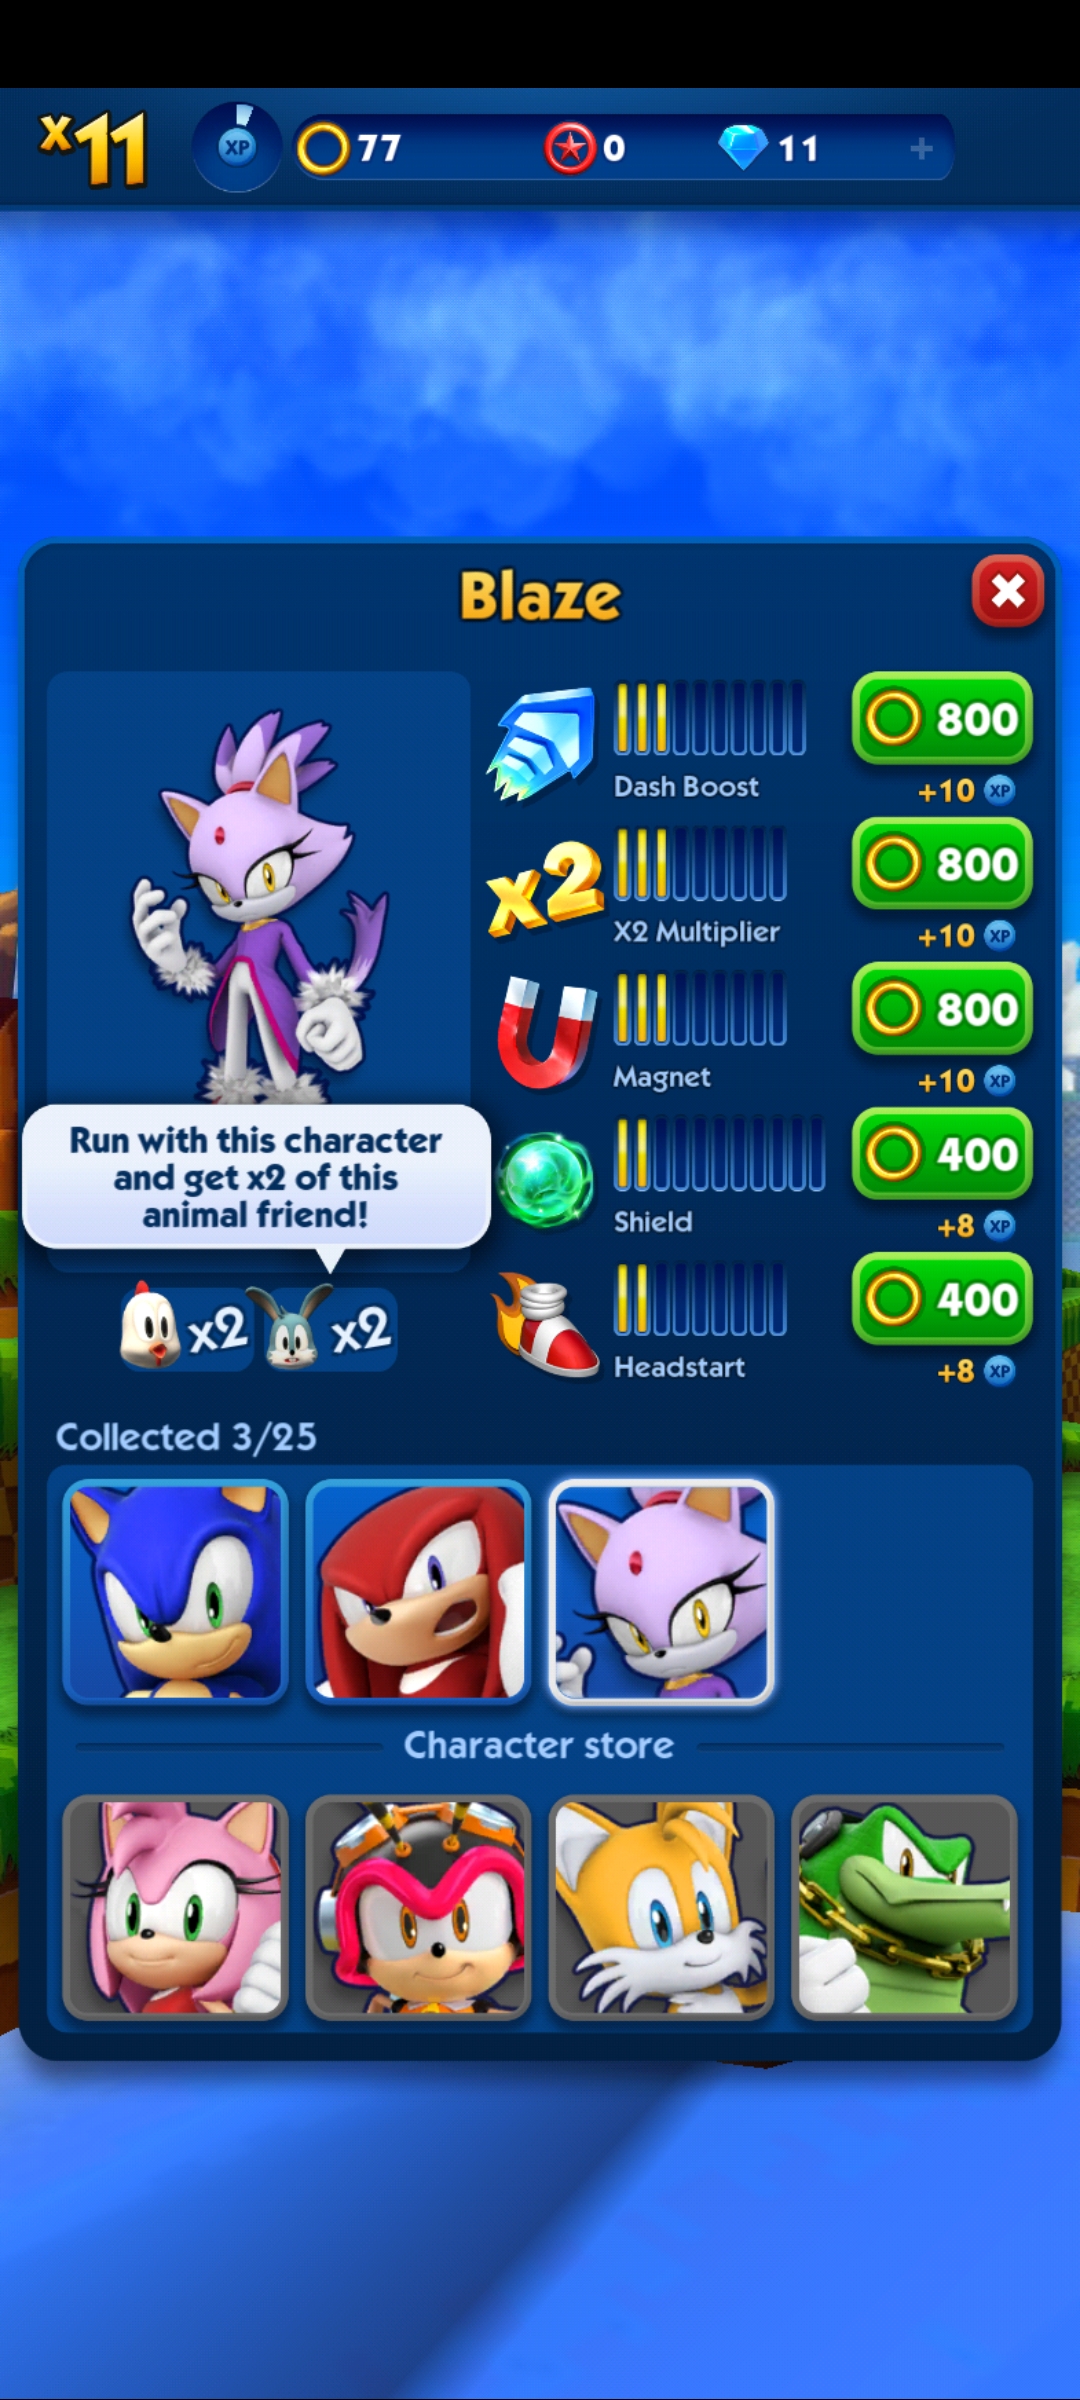 x11
XP
77
0
11
+
Blaze
800
Dash Boost
+10 XP
x2
800
X2 Multiplier
+10 XP
800
Magnet
+10 XP
Run with this character
and get x2 of this
animal friend!
400
Shield
+8 XP
x2 x2
400
Headstart
+8 XP
Collected 3/25
Character store